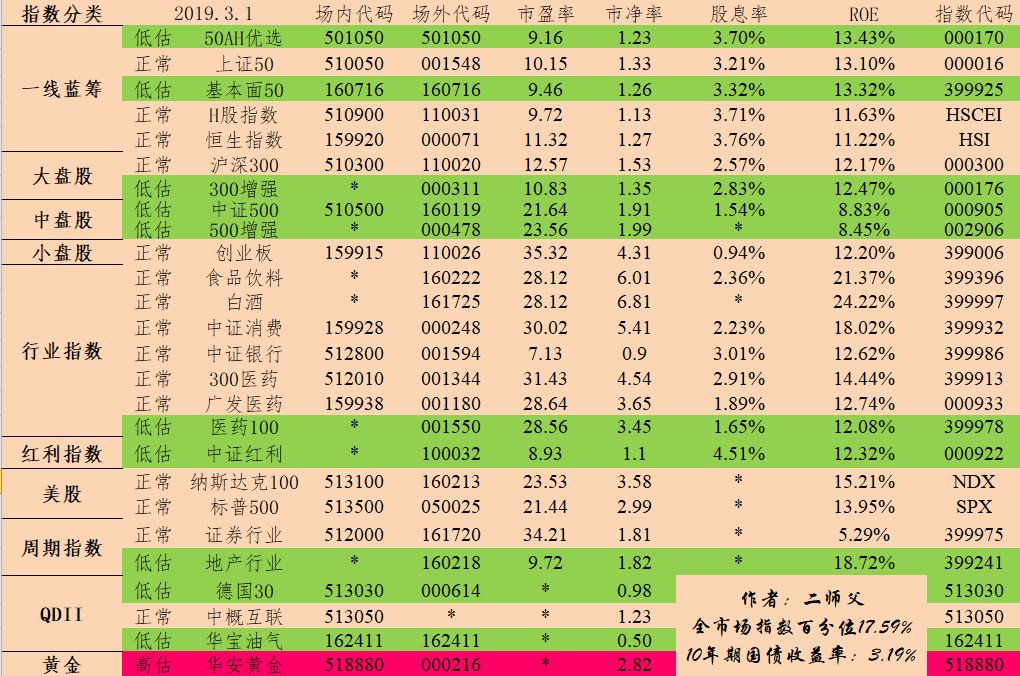 指数分类 2019.3.1 场内代码 场外代码 市盈率 市净率 股息率 ROE 指数代码
一线蓝筹
低估 50AH优选 501050 501050 9.16 1.23 3.70% 13.43% 000170
正常 上证50 510050 001548 10.15 1.33 3.21% 13.10% 000016
低估 基本面50 160716 160716 9.46 1.26 3.32% 13.32% 399925
正常 H股指数 510900 110031 9.72 1.13 3.71% 11.63% HSCEI
正常 恒生指数 159920 000071 11.32 1.27 3.76% 11.22% HSI
大盘股
正常 沪深300 510300 110020 12.57 1.53 2.57% 12.17% 000300
低估 300增强 * 000311 10.83 1.35 2.83% 12.47% 000176
中盘股
低估 中证500 510500 160119 21.64 1.91 1.54% 8.83% 000905
低估 500增强 * 000478 23.56 1.99 * 8.45% 002906
小盘股 正常 创业板 159915 110026 35.32 4.31 0.94% 12.20% 399006
行业指数
正常 食品饮料 * 160222 28.12 6.01 2.36% 21.37% 399396
正常 白酒 * 161725 28.12 6.81 * 24.22% 399997
正常 中证消费 159928 000248 30.02 5.41 2.23% 18.02% 399932
正常 中证银行 512800 001594 7.13 0.9 3.01% 12.62% 399986
正常 300医药 512010 001344 31.43 4.54 2.91% 14.44% 399913
正常 广发医药 159938 001180 28.64 3.65 1.89% 12.74% 000933
低估 医药100 * 001550 28.56 3.45 1.65% 12.08% 399978
红利指数 低估 中证红利 * 100032 8.93 1.1 4.51% 12.32% 000922
美股
正常 纳斯达克100 513100 160213 23.53 3.58 * 15.21% NDX
正常 标普500 513500 050025 21.44 2.99 * 13.95% SPX
周期指数
正常 证券行业 512000 161720 34.21 1.81 * 5.29% 399975
低估 地产行业 * 160218 9.72 1.82 * 18.72% 399241
QDII
低估 德国30 513030 000614 * 0.98 513030
正常 中概互联 513050 * * 1.23 513050
低估 华宝油气 162411 162411 * 0.50 162411
黄金 高估 华安黄金 518880 000216 * 2.82 518880
作者：二师父
全市场指数百分位17.59%
10年期国债收益率：3.19%